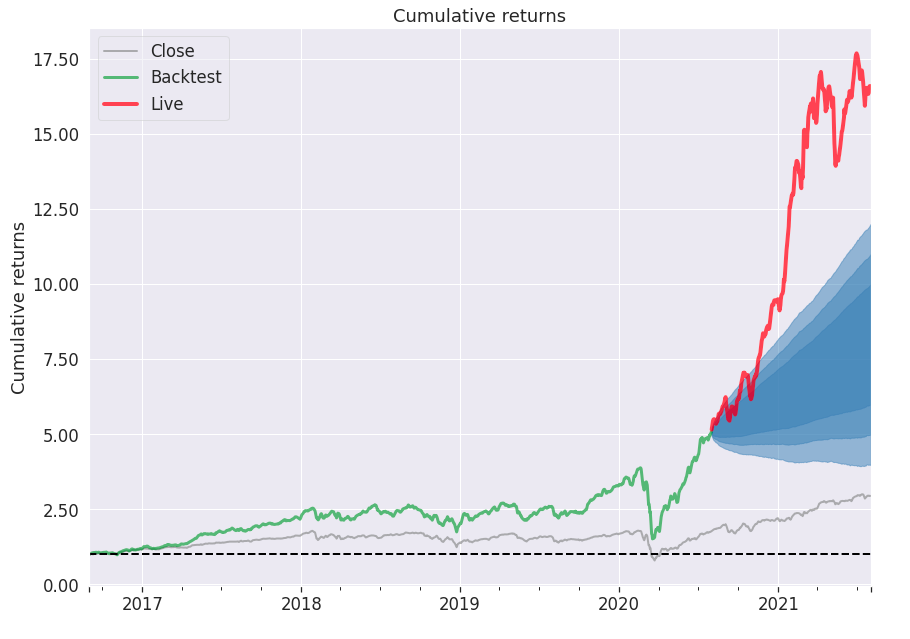 Cumulative returns
Close
Backtest
Live
Cumulative returns
17.50
15.00
12.50
10.00
7.50
5.00
2.50
0.00
2017 2018 2019 2020 2021